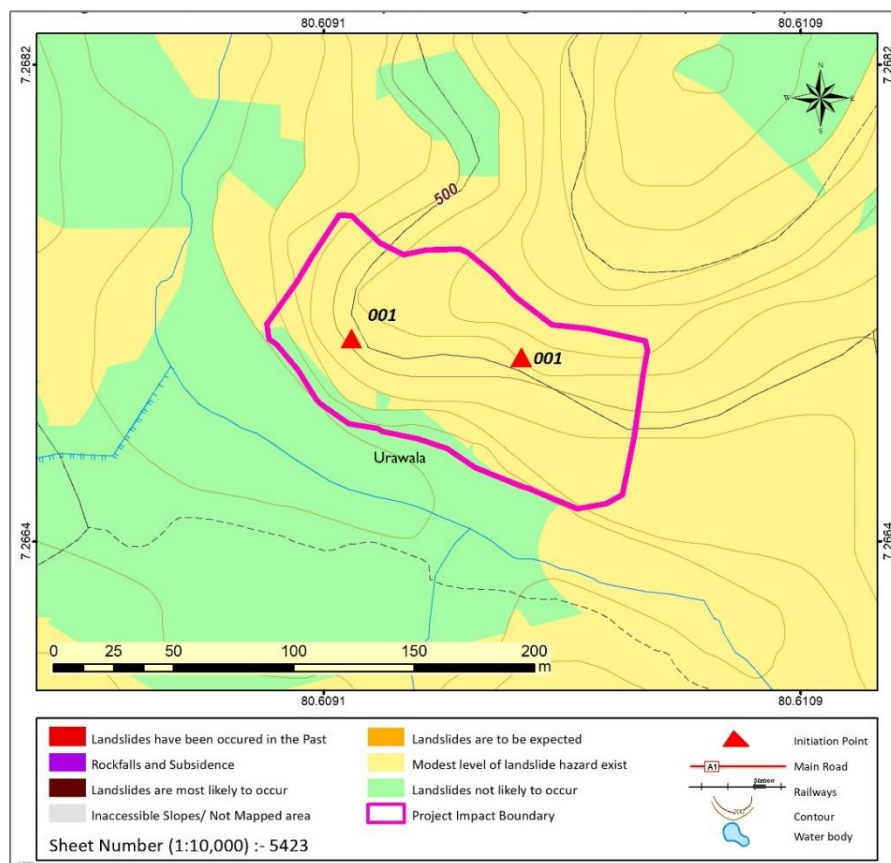 80.6091 80.6109
7.2682 7.2682
N
W E
S
500
001
001
Urawala
7.2664 7.2664
0 25 50 100 150 200
m
80.6091 80.6109
Landslides have been occured in the Past
Landslides are to be expected
Initiation Point
Rockfalls and Subsidence
Modest level of landslide hazard exist
A1
Main Road
Landslides are most likely to occur
Landslides not likely to occur
Station
Railways
Inaccessible Slopes/ Not Mapped area
Project Impact Boundary
200
Contour
Water body
Sheet Number (1:10,000) :- 5423